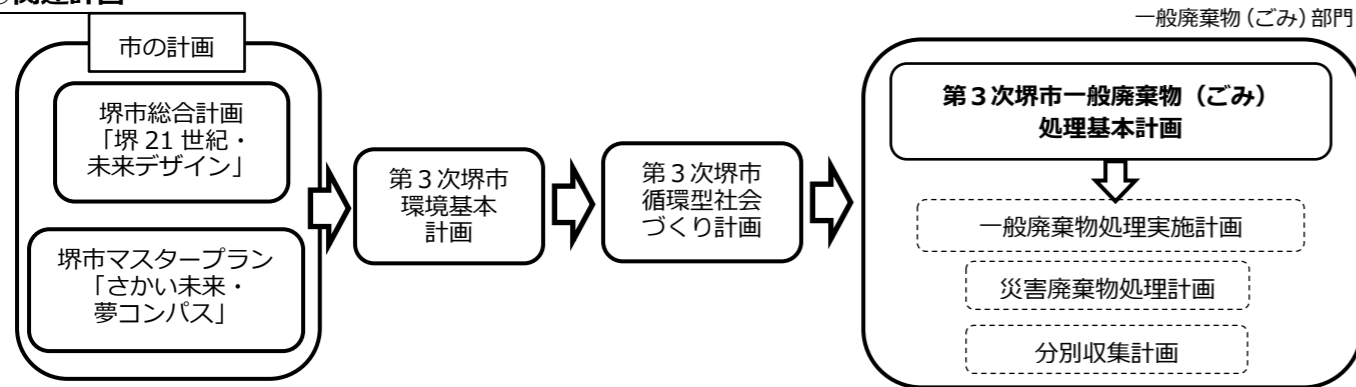 関連計画
一般廃棄物（ごみ）部門
市の計画
堺市総合計画
「堺 21 世紀・
未来デザイン」
堺市マスタープラン
「さかい未来・
夢コンパス」
第３次堺市
環境基本
計画
第３次堺市
循環型社会
づくり計画
第３次堺市一般廃棄物（ごみ）
処理基本計画
一般廃棄物処理実施計画
災害廃棄物処理計画
分別収集計画